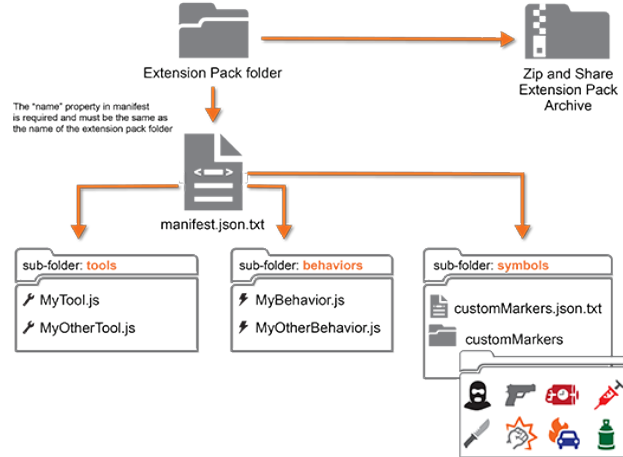 Extension Pack folder
Zip and Share
Extension Pack
Archive
The "name" property in manifest
is required and must be the same as
the name of the extension pack folder
manifest.json.txt
sub-folder: tools
MyTool.js
MyOtherTool.js
sub-folder: behaviors
MyBehavior.js
MyOtherBehavior.js
sub-folder: symbols
customMarkers.json.txt
customMarkers